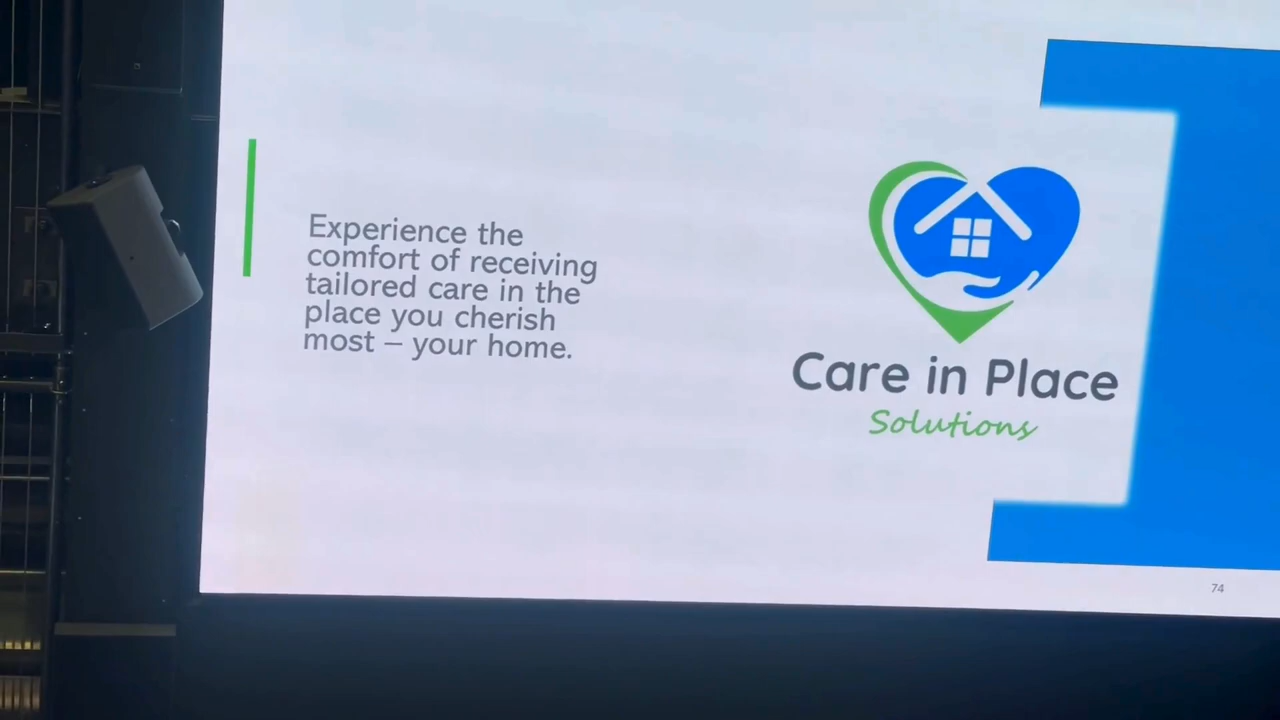 Experience the
comfort of receiving
tailored care in the
place you cherish
most – your home.
Care in Place
Solutions
74